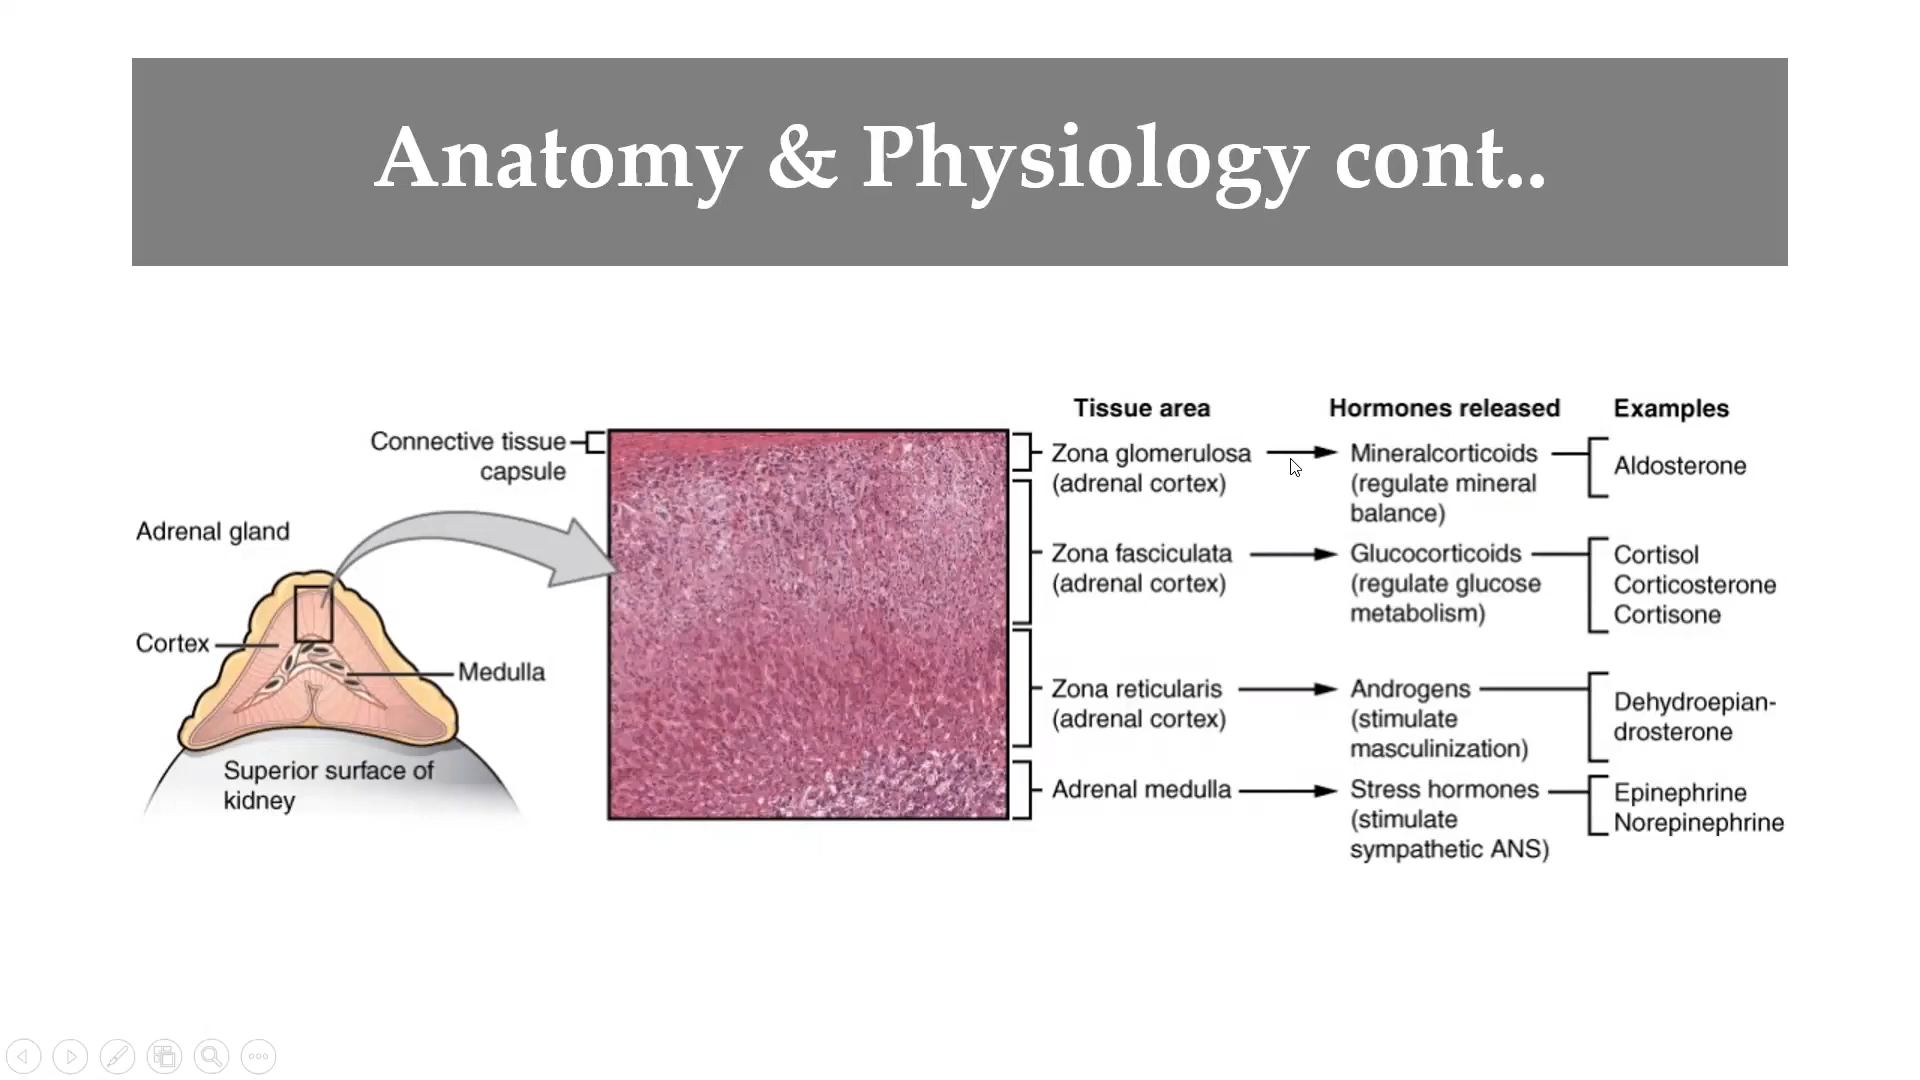 Anatomy & Physiology cont..
Tissue area
Hormones released
Examples
Connective tissue
capsule
Adrenal gland
Cortex
Medulla
Superior surface of
kidney
Zona glomerulosa
(adrenal cortex)
Mineralcorticoids
(regulate mineral
balance)
Aldosterone
Zona fasciculata
(adrenal cortex)
Glucocorticoids
(regulate glucose
metabolism)
Cortisol
Corticosterone
Cortisone
Zona reticularis
(adrenal cortex)
Androgens
(stimulate
masculinization)
Dehydroepian-
drosterone
Adrenal medulla
Stress hormones
(stimulate
sympathetic ANS)
Epinephrine
Norepinephrine